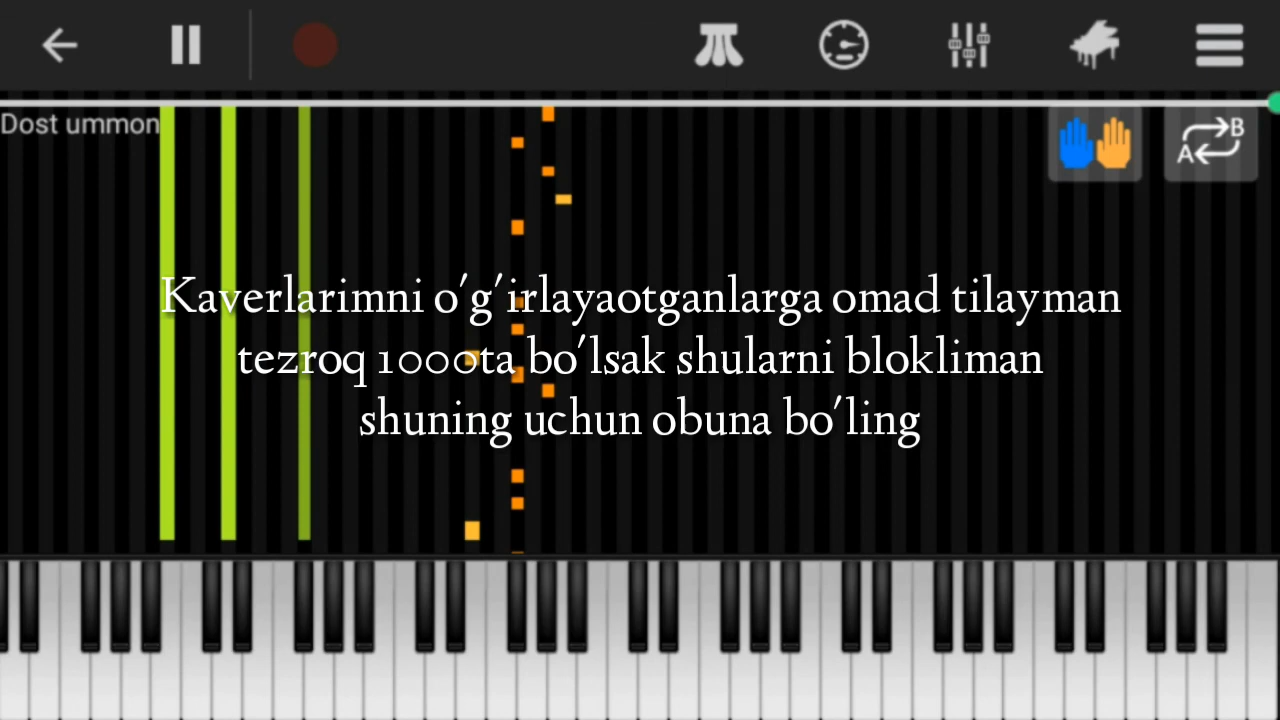 Dost ummon
B
A
Kaverlarimni o'g'irlayaotganlarga omad tilayman
tezroq 1000ta bo'lsak shularni blokliman
shuning uchun obuna bo'ling